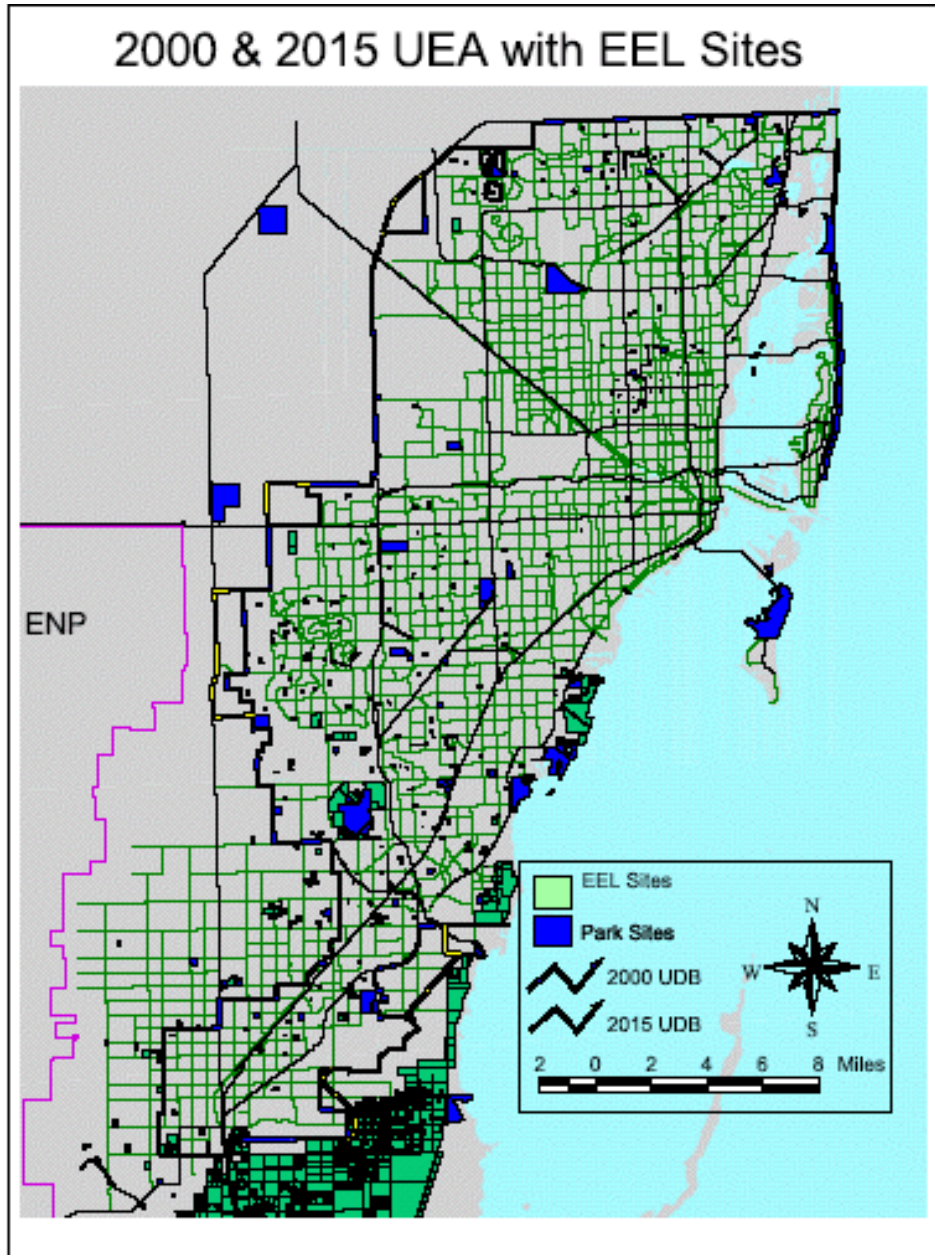 2000 & 2015 UEA with EEL Sites
ENP
EEL Sites
Park Sites
2000 UDB
2015 UDB
N
W E
S
2 0 2 4 6 8 Miles